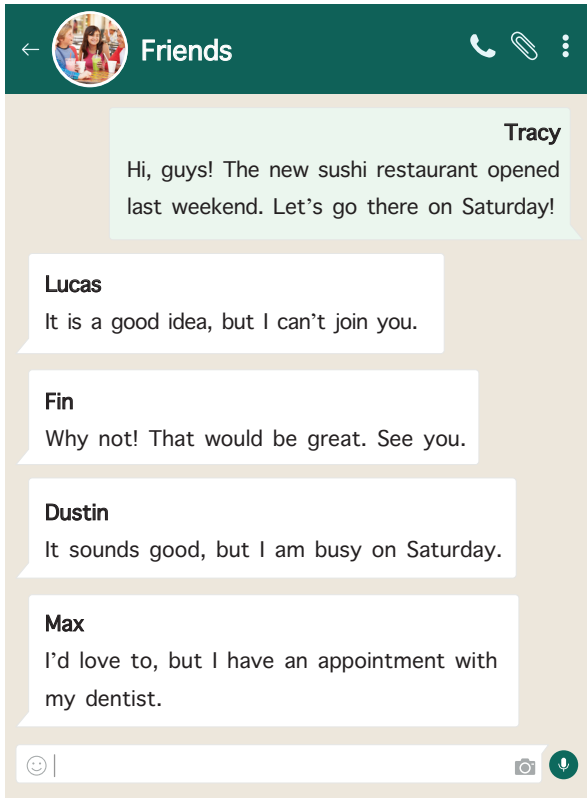 Friends
Tracy
Hi, guys! The new sushi restaurant opened
last weekend. Let's go there on Saturday!
Lucas
It is a good idea, but I can't join you.
Fin
Why not! That would be great. See you.
Dustin
It sounds good, but I am busy on Saturday.
Max
I'd love to, but I have an appointment with
my dentist.